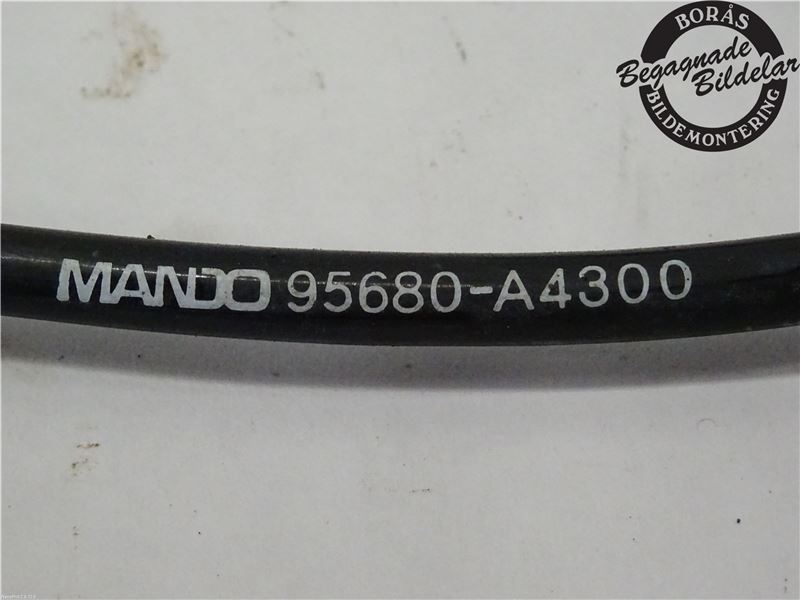 BORÅS
Begagnade
Bildelar
BILDEMONTERING
MANDO 95680-A4300